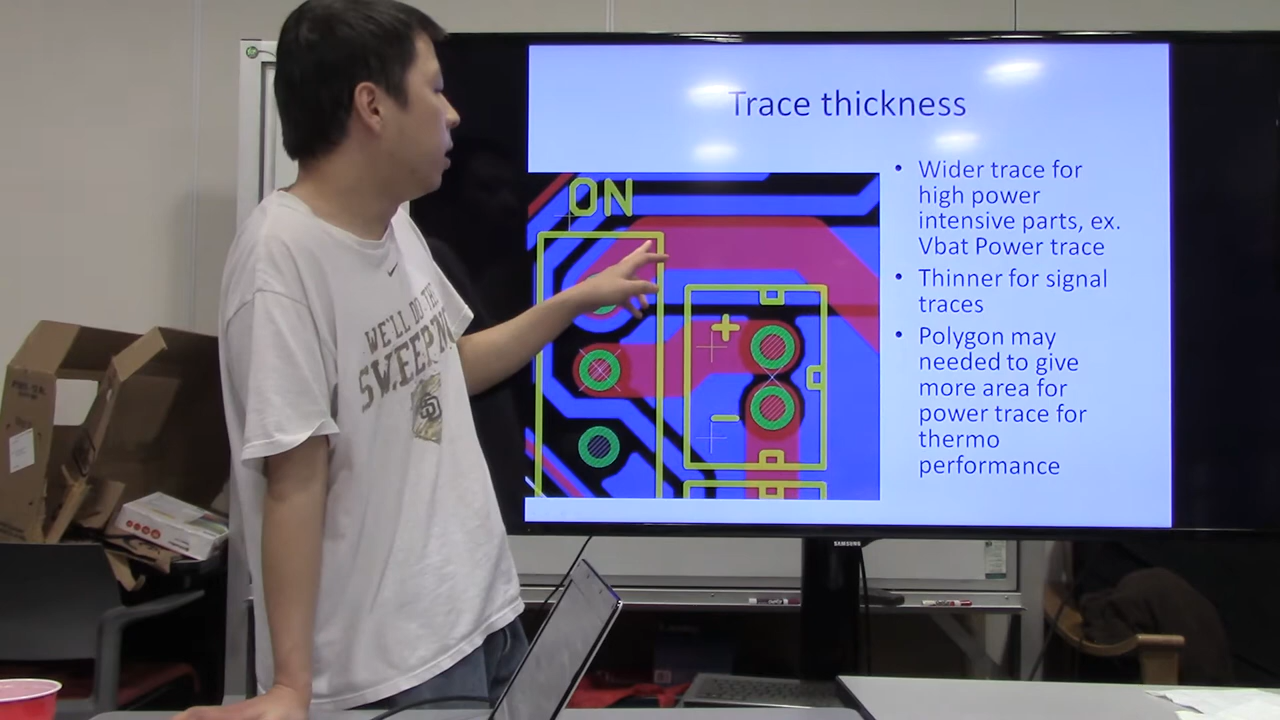 Trace thickness
ON
• Wider trace for
high power
intensive parts, ex.
Vbat Power trace
• Thinner for signal
traces
• Polygon may
needed to give
more area for
power trace for
thermo
performance
+
−
WE'LL DO THE
SWEEPING
SD
SAMSUNG